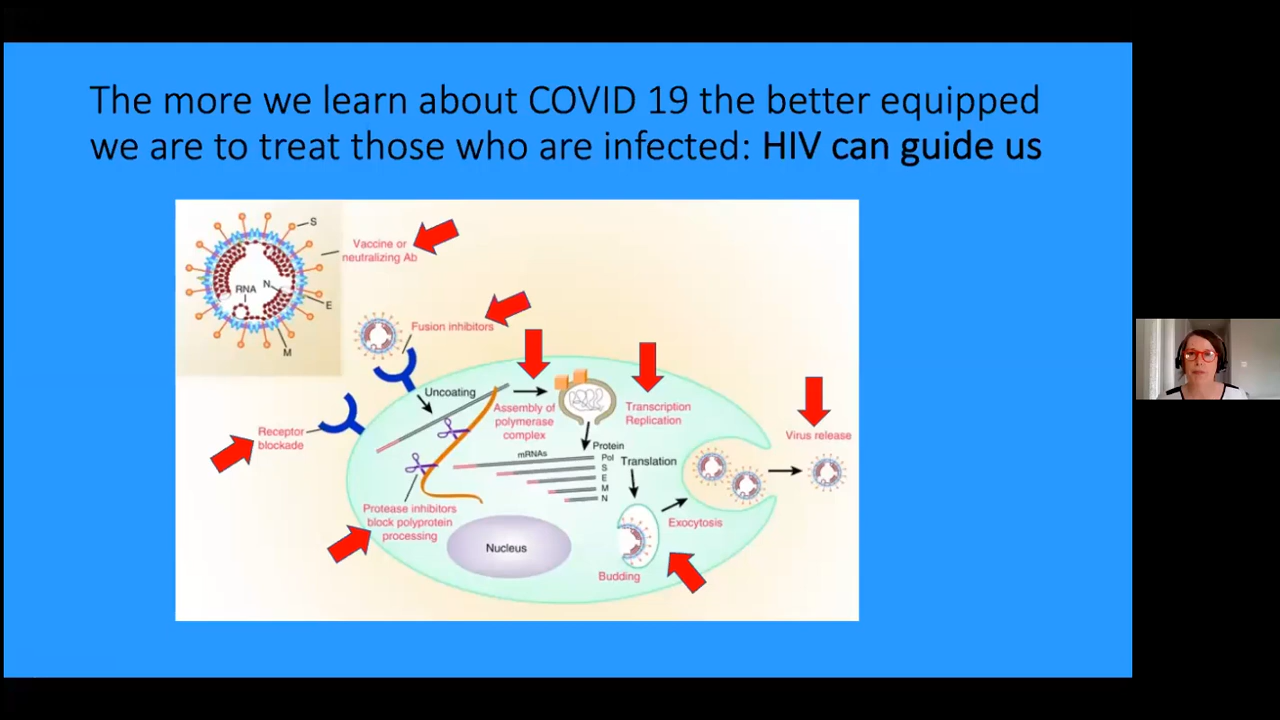 The more we learn about COVID 19 the better equipped
we are to treat those who are infected: HIV can guide us
S
Vaccine or
neutralizing Ab
RNA
N
E
M
Fusion inhibitors
Uncoating
Assembly of
polymerase
complex
Transcription
Replication
Receptor
blockade
Virus release
Protein
mRNAs
Pol
S
E
M
N
Translation
Protease inhibitors
block polyprotein
processing
Exocytosis
Nucleus
Budding